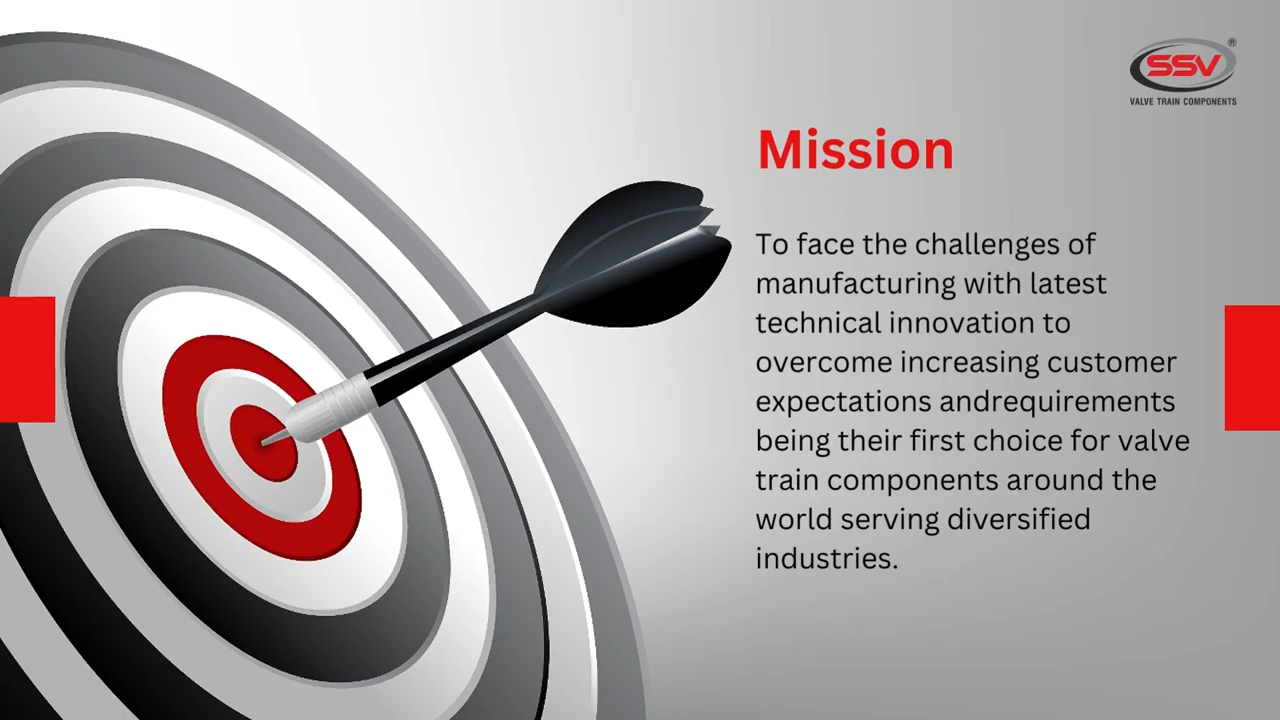 SSV®
VALVE TRAIN COMPONENTS
Mission
To face the challenges of
manufacturing with latest
technical innovation to
overcome increasing customer
expectations andrequirements
being their first choice for valve
train components around the
world serving diversified
industries.